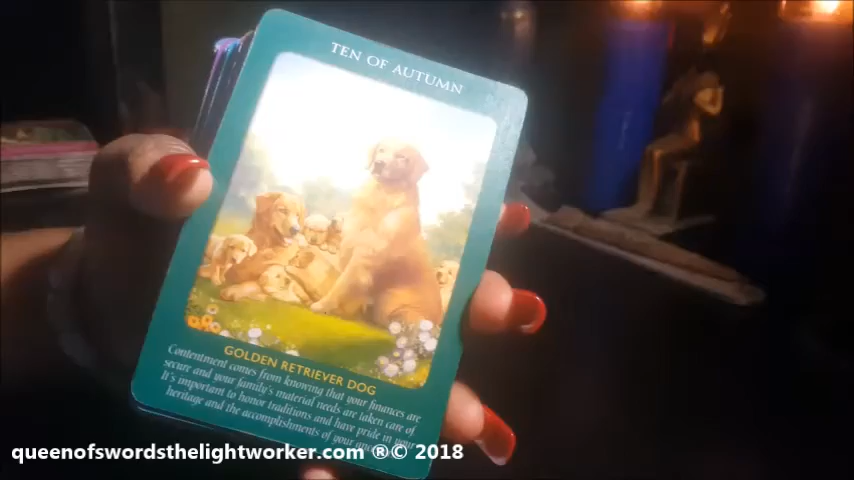 TEN OF AUTUMN
GOLDEN RETRIEVER DOG
Contentment comes from knowing that your finances are
secure and your family's material needs are taken care of
It's important to honor traditions and have pride in your
heritage and the accomplishments of your
queenofswordsthelightworker.com ®© 2018